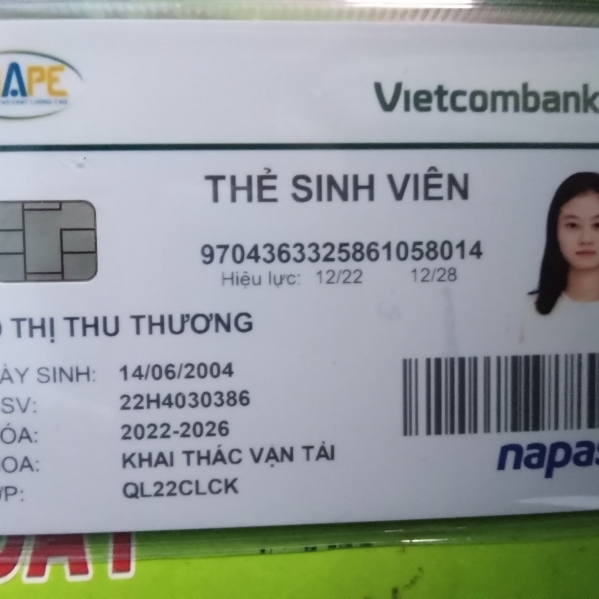 APE
Vietcombank
THẺ SINH VIÊN
9704363325861058014
Hiệu lực: 12/22 12/28
THỊ THU THƯƠNG
SINH: 14/06/2004
SV: 22H4030386
2022-2026
KHAI THÁC VẬN TẢI
QL22CLCK
napas